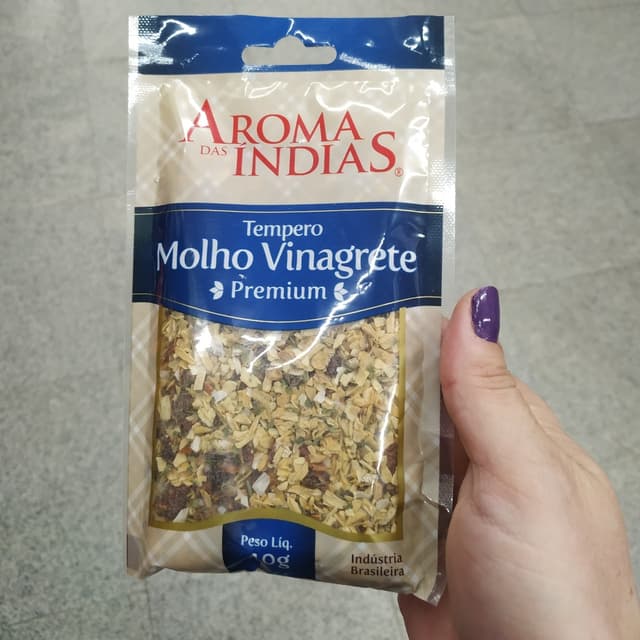 AROMA
DAS ÍNDIAS®
Tempero
Molho Vinagrete
Premium
Peso Líq.
Indústria
Brasileira